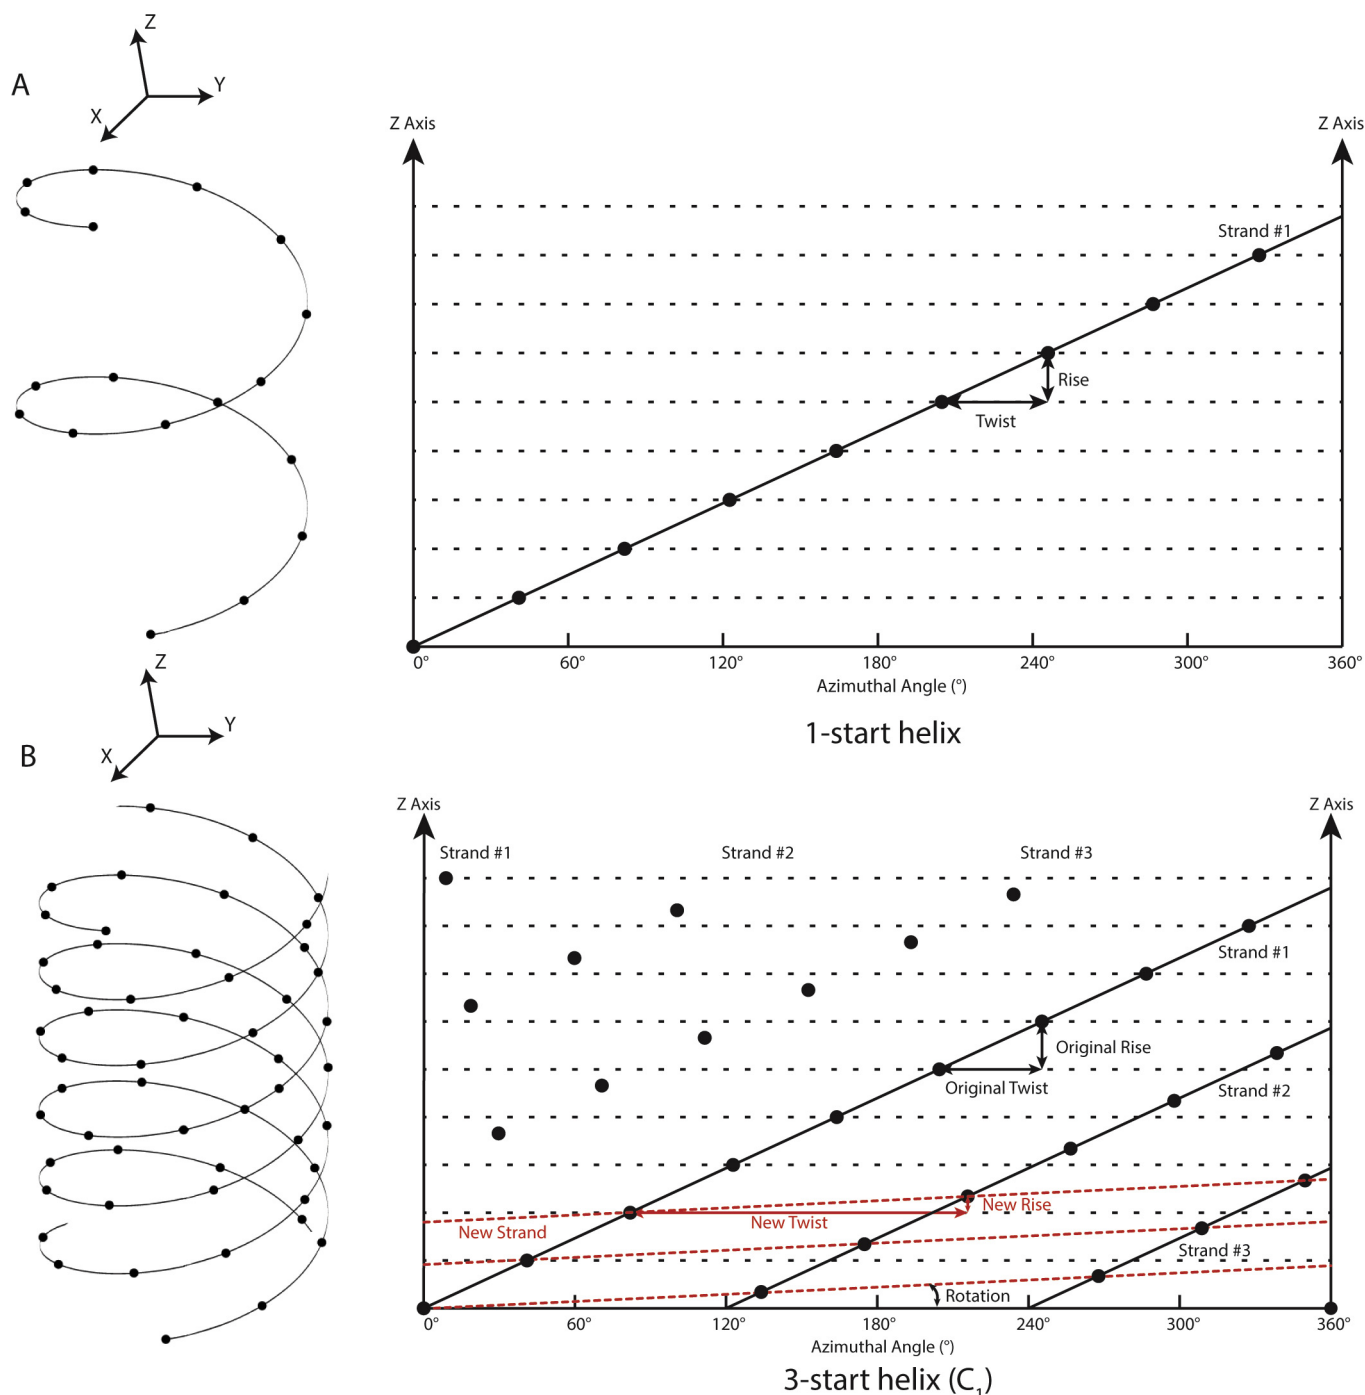 A
Z
Y
X
Z Axis
Z Axis
Strand #1
Rise
Twist
0°
60°
120°
180°
240°
300°
360°
Azimuthal Angle (°)
1-start helix
B
Z
Y
X
Z Axis
Z Axis
Strand #1
Strand #2
Strand #3
Strand #1
Original Rise
Original Twist
Strand #2
New Rise
New Twist
New Strand
Strand #3
Rotation
0°
60°
120°
180°
240°
300°
360°
Azimuthal Angle (°)
3-start helix (C₁)